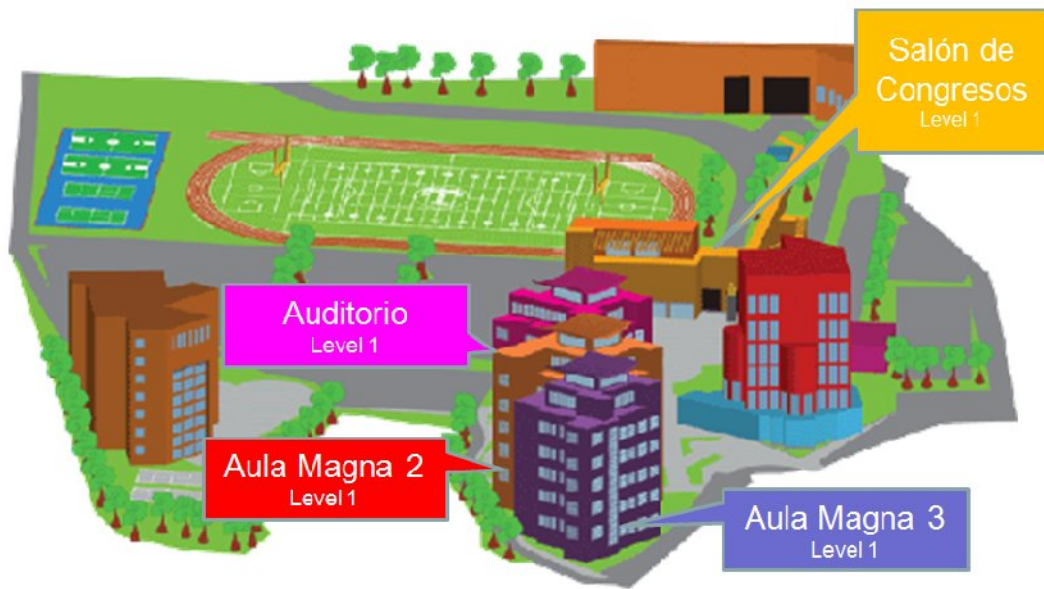 Salón de
Congresos
Level 1
Auditorio
Level 1
Aula Magna 2
Level 1
Aula Magna 3
Level 1